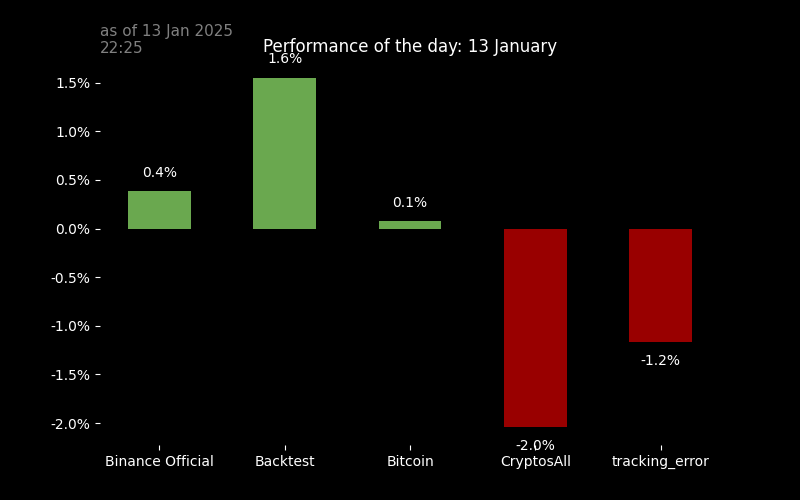 as of 13 Jan 2025
22:25
Performance of the day: 13 January
1.6%
1.5%
1.0%
0.5%
0.0%
-0.5%
-1.0%
-1.5%
-2.0%
0.4%
0.1%
-2.0%
-1.2%
Binance Official
Backtest
Bitcoin
CryptosAll
tracking_error